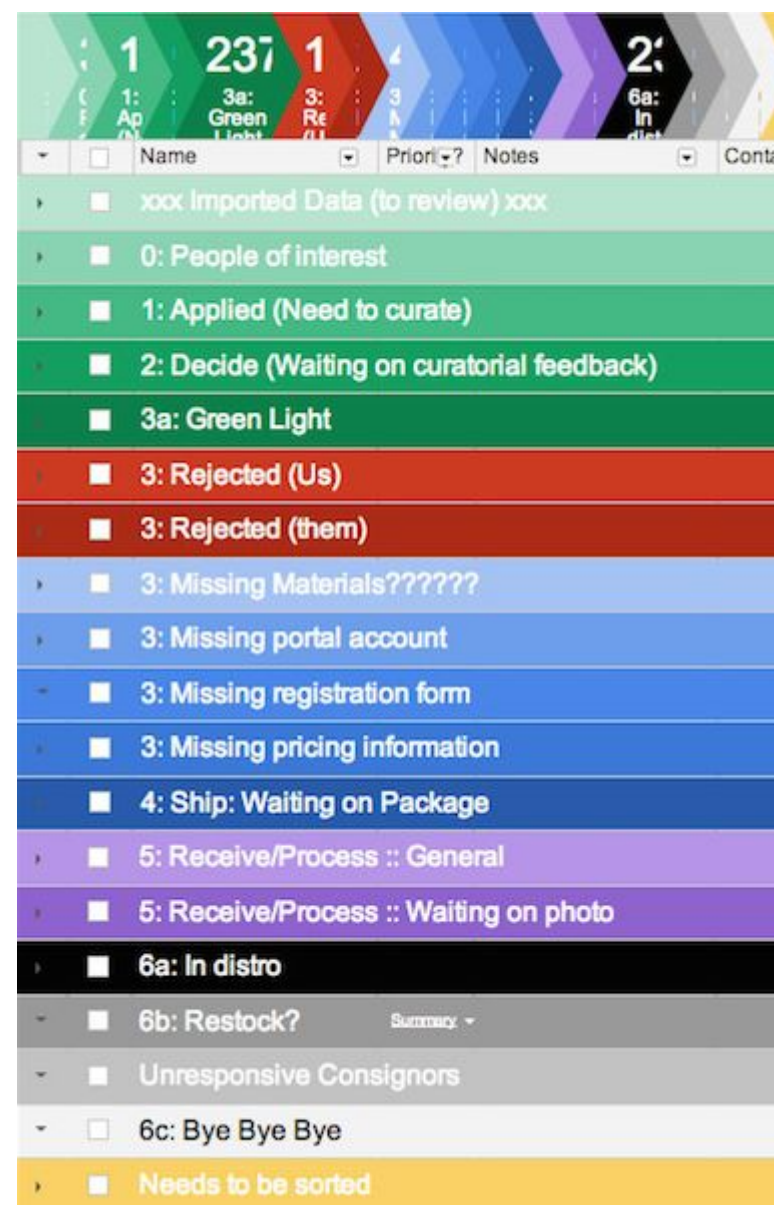 1 237 1 4
1: 3a: 3: 3 6a:
Ap Green Re In
Light dist
Name Priori ? Notes Conta
xxx Imported Data (to review) xxx
0: People of interest
1: Applied (Need to curate)
2: Decide (Waiting on curatorial feedback)
3a: Green Light
3: Rejected (Us)
3: Rejected (them)
3: Missing Materials??????
3: Missing portal account
3: Missing registration form
3: Missing pricing information
4: Ship: Waiting on Package
5: Receive/Process :: General
5: Receive/Process :: Waiting on photo
6a: In distro
6b: Restock? Summary
Unresponsive Consignors
6c: Bye Bye Bye
Needs to be sorted